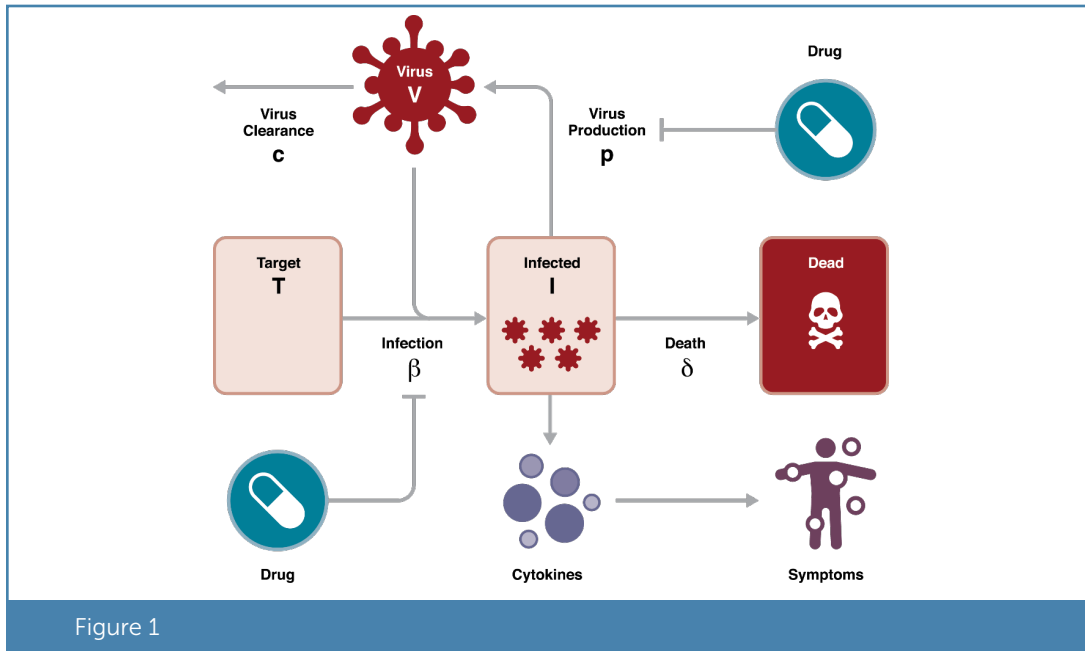 Drug
Virus
V
Virus
Clearance
c
Virus
Production
p
Target
T
Infected
I
Dead
Infection
β
Death
δ
Drug
Cytokines
Symptoms
Figure 1